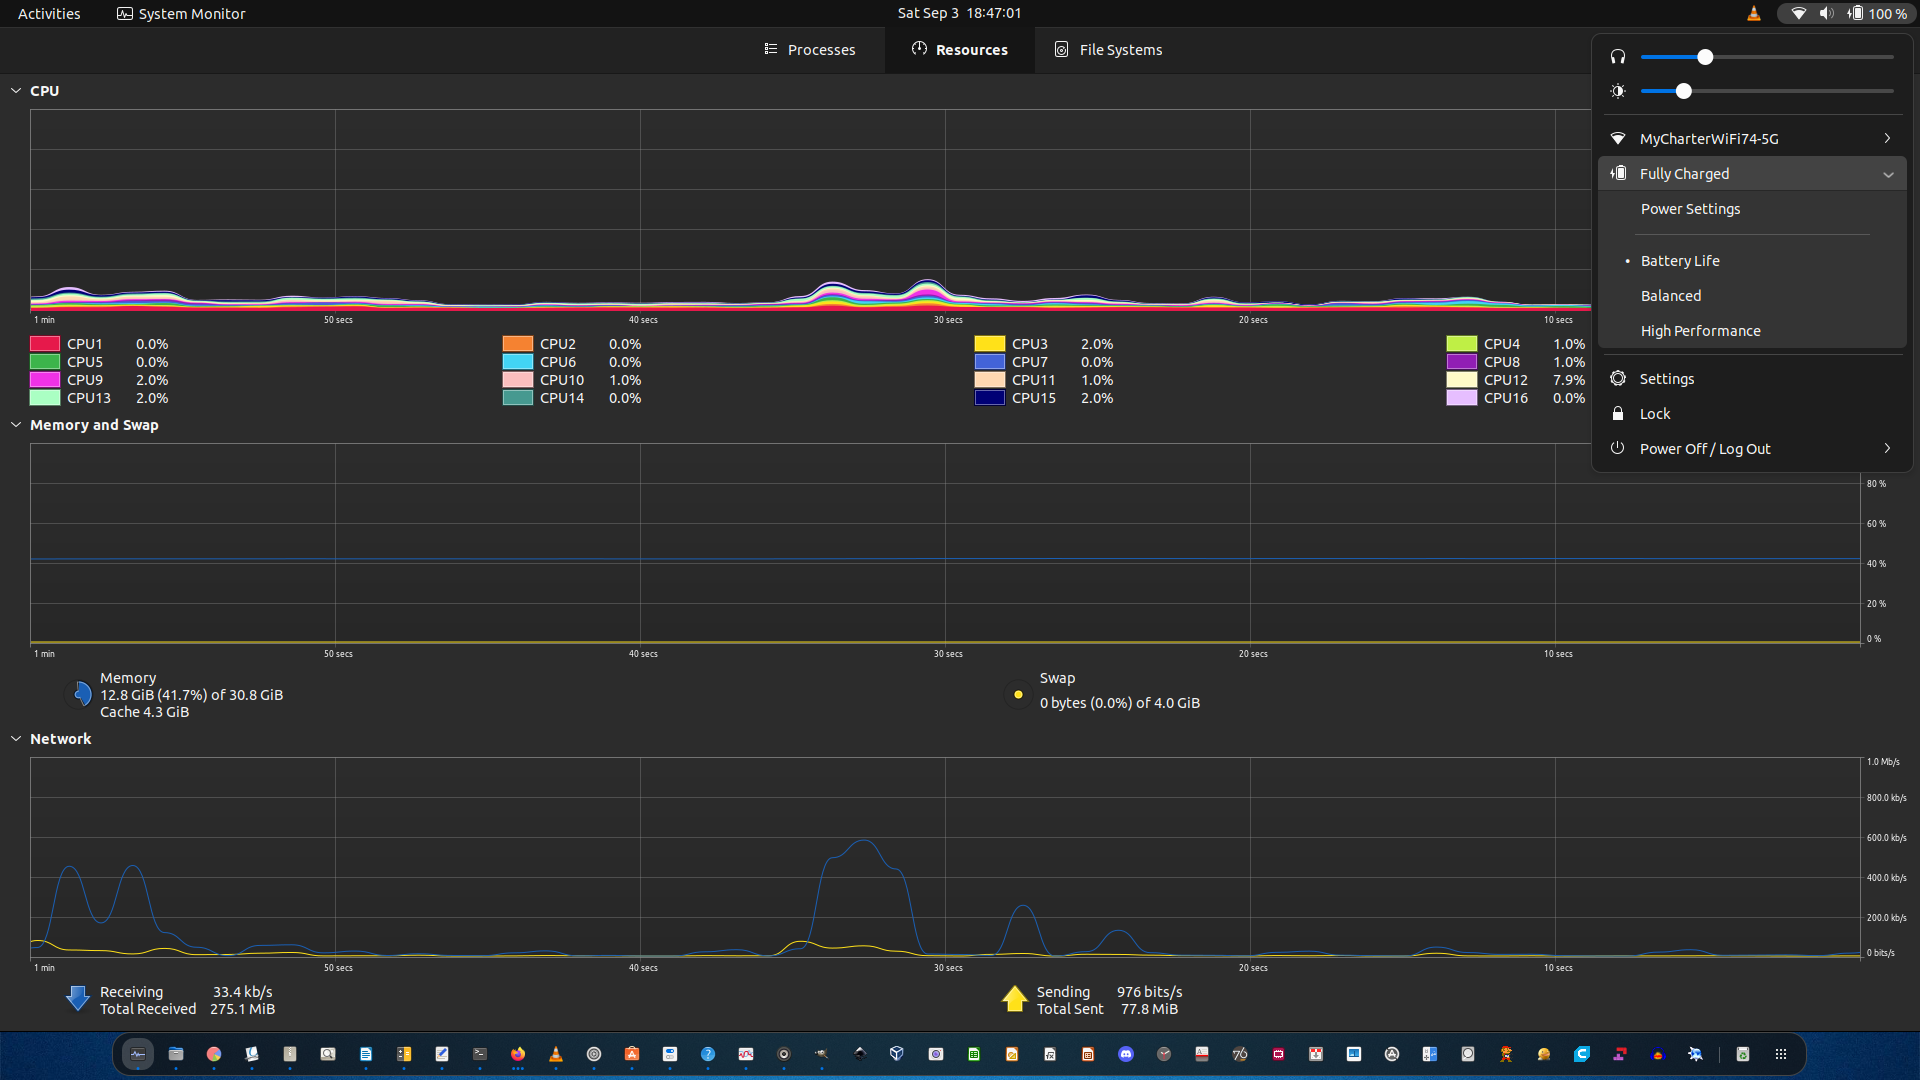 Activities
System Monitor
Sat Sep 3 18:47:01
100 %
Processes
Resources
File Systems
CPU
1 min 50 secs 40 secs 30 secs 20 secs 10 secs
CPU1 0.0% CPU2 0.0% CPU3 2.0% CPU4 1.0%
CPU5 0.0% CPU6 0.0% CPU7 0.0% CPU8 1.0%
CPU9 2.0% CPU10 1.0% CPU11 1.0% CPU12 7.9%
CPU13 2.0% CPU14 0.0% CPU15 2.0% CPU16 0.0%
MyCharterWiFi74-5G
Fully Charged
Power Settings
• Battery Life
Balanced
High Performance
Settings
Lock
Power Off / Log Out
Memory and Swap
80 %
60 %
40 %
20 %
0 %
1 min 50 secs 40 secs 30 secs 20 secs 10 secs
Memory
12.8 GiB (41.7%) of 30.8 GiB
Cache 4.3 GiB
Swap
0 bytes (0.0%) of 4.0 GiB
Network
1.0 Mb/s
800.0 kb/s
600.0 kb/s
400.0 kb/s
200.0 kb/s
0 bits/s
1 min 50 secs 40 secs 30 secs 20 secs 10 secs
Receiving 33.4 kb/s
Total Received 275.1 MiB
Sending 976 bits/s
Total Sent 77.8 MiB
76